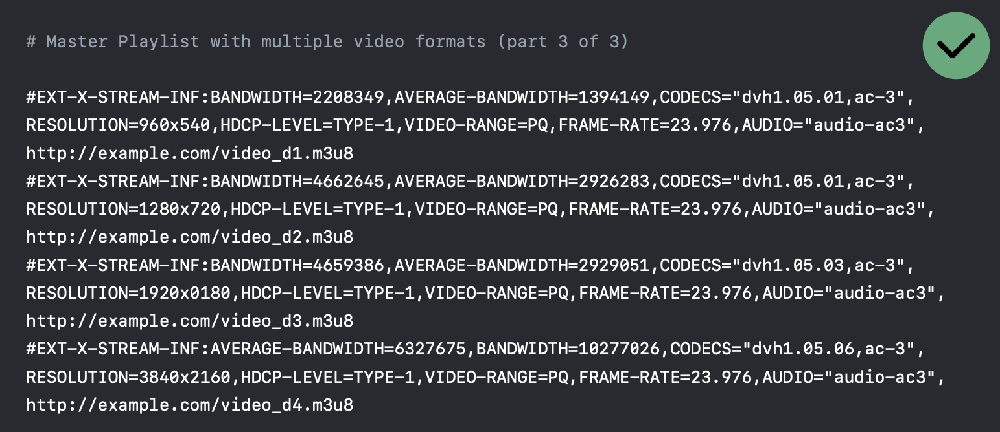 # Master Playlist with multiple video formats (part 3 of 3)
#EXT-X-STREAM-INF:BANDWIDTH=2208349,AVERAGE-BANDWIDTH=1394149,CODECS="dvh1.05.01,ac-3",
RESOLUTION=960x540,HDCP-LEVEL=TYPE-1,VIDEO-RANGE=PQ,FRAME-RATE=23.976,AUDIO="audio-ac3",
http://example.com/video_d1.m3u8
#EXT-X-STREAM-INF:BANDWIDTH=4662645,AVERAGE-BANDWIDTH=2926283,CODECS="dvh1.05.01,ac-3",
RESOLUTION=1280x720,HDCP-LEVEL=TYPE-1,VIDEO-RANGE=PQ,FRAME-RATE=23.976,AUDIO="audio-ac3",
http://example.com/video_d2.m3u8
#EXT-X-STREAM-INF:BANDWIDTH=4659386,AVERAGE-BANDWIDTH=2929051,CODECS="dvh1.05.03,ac-3",
RESOLUTION=1920x0180,HDCP-LEVEL=TYPE-1,VIDEO-RANGE=PQ,FRAME-RATE=23.976,AUDIO="audio-ac3",
http://example.com/video_d3.m3u8
#EXT-X-STREAM-INF:AVERAGE-BANDWIDTH=6327675,BANDWIDTH=10277026,CODECS="dvh1.05.06,ac-3",
RESOLUTION=3840x2160,HDCP-LEVEL=TYPE-1,VIDEO-RANGE=PQ,FRAME-RATE=23.976,AUDIO="audio-ac3",
http://example.com/video_d4.m3u8